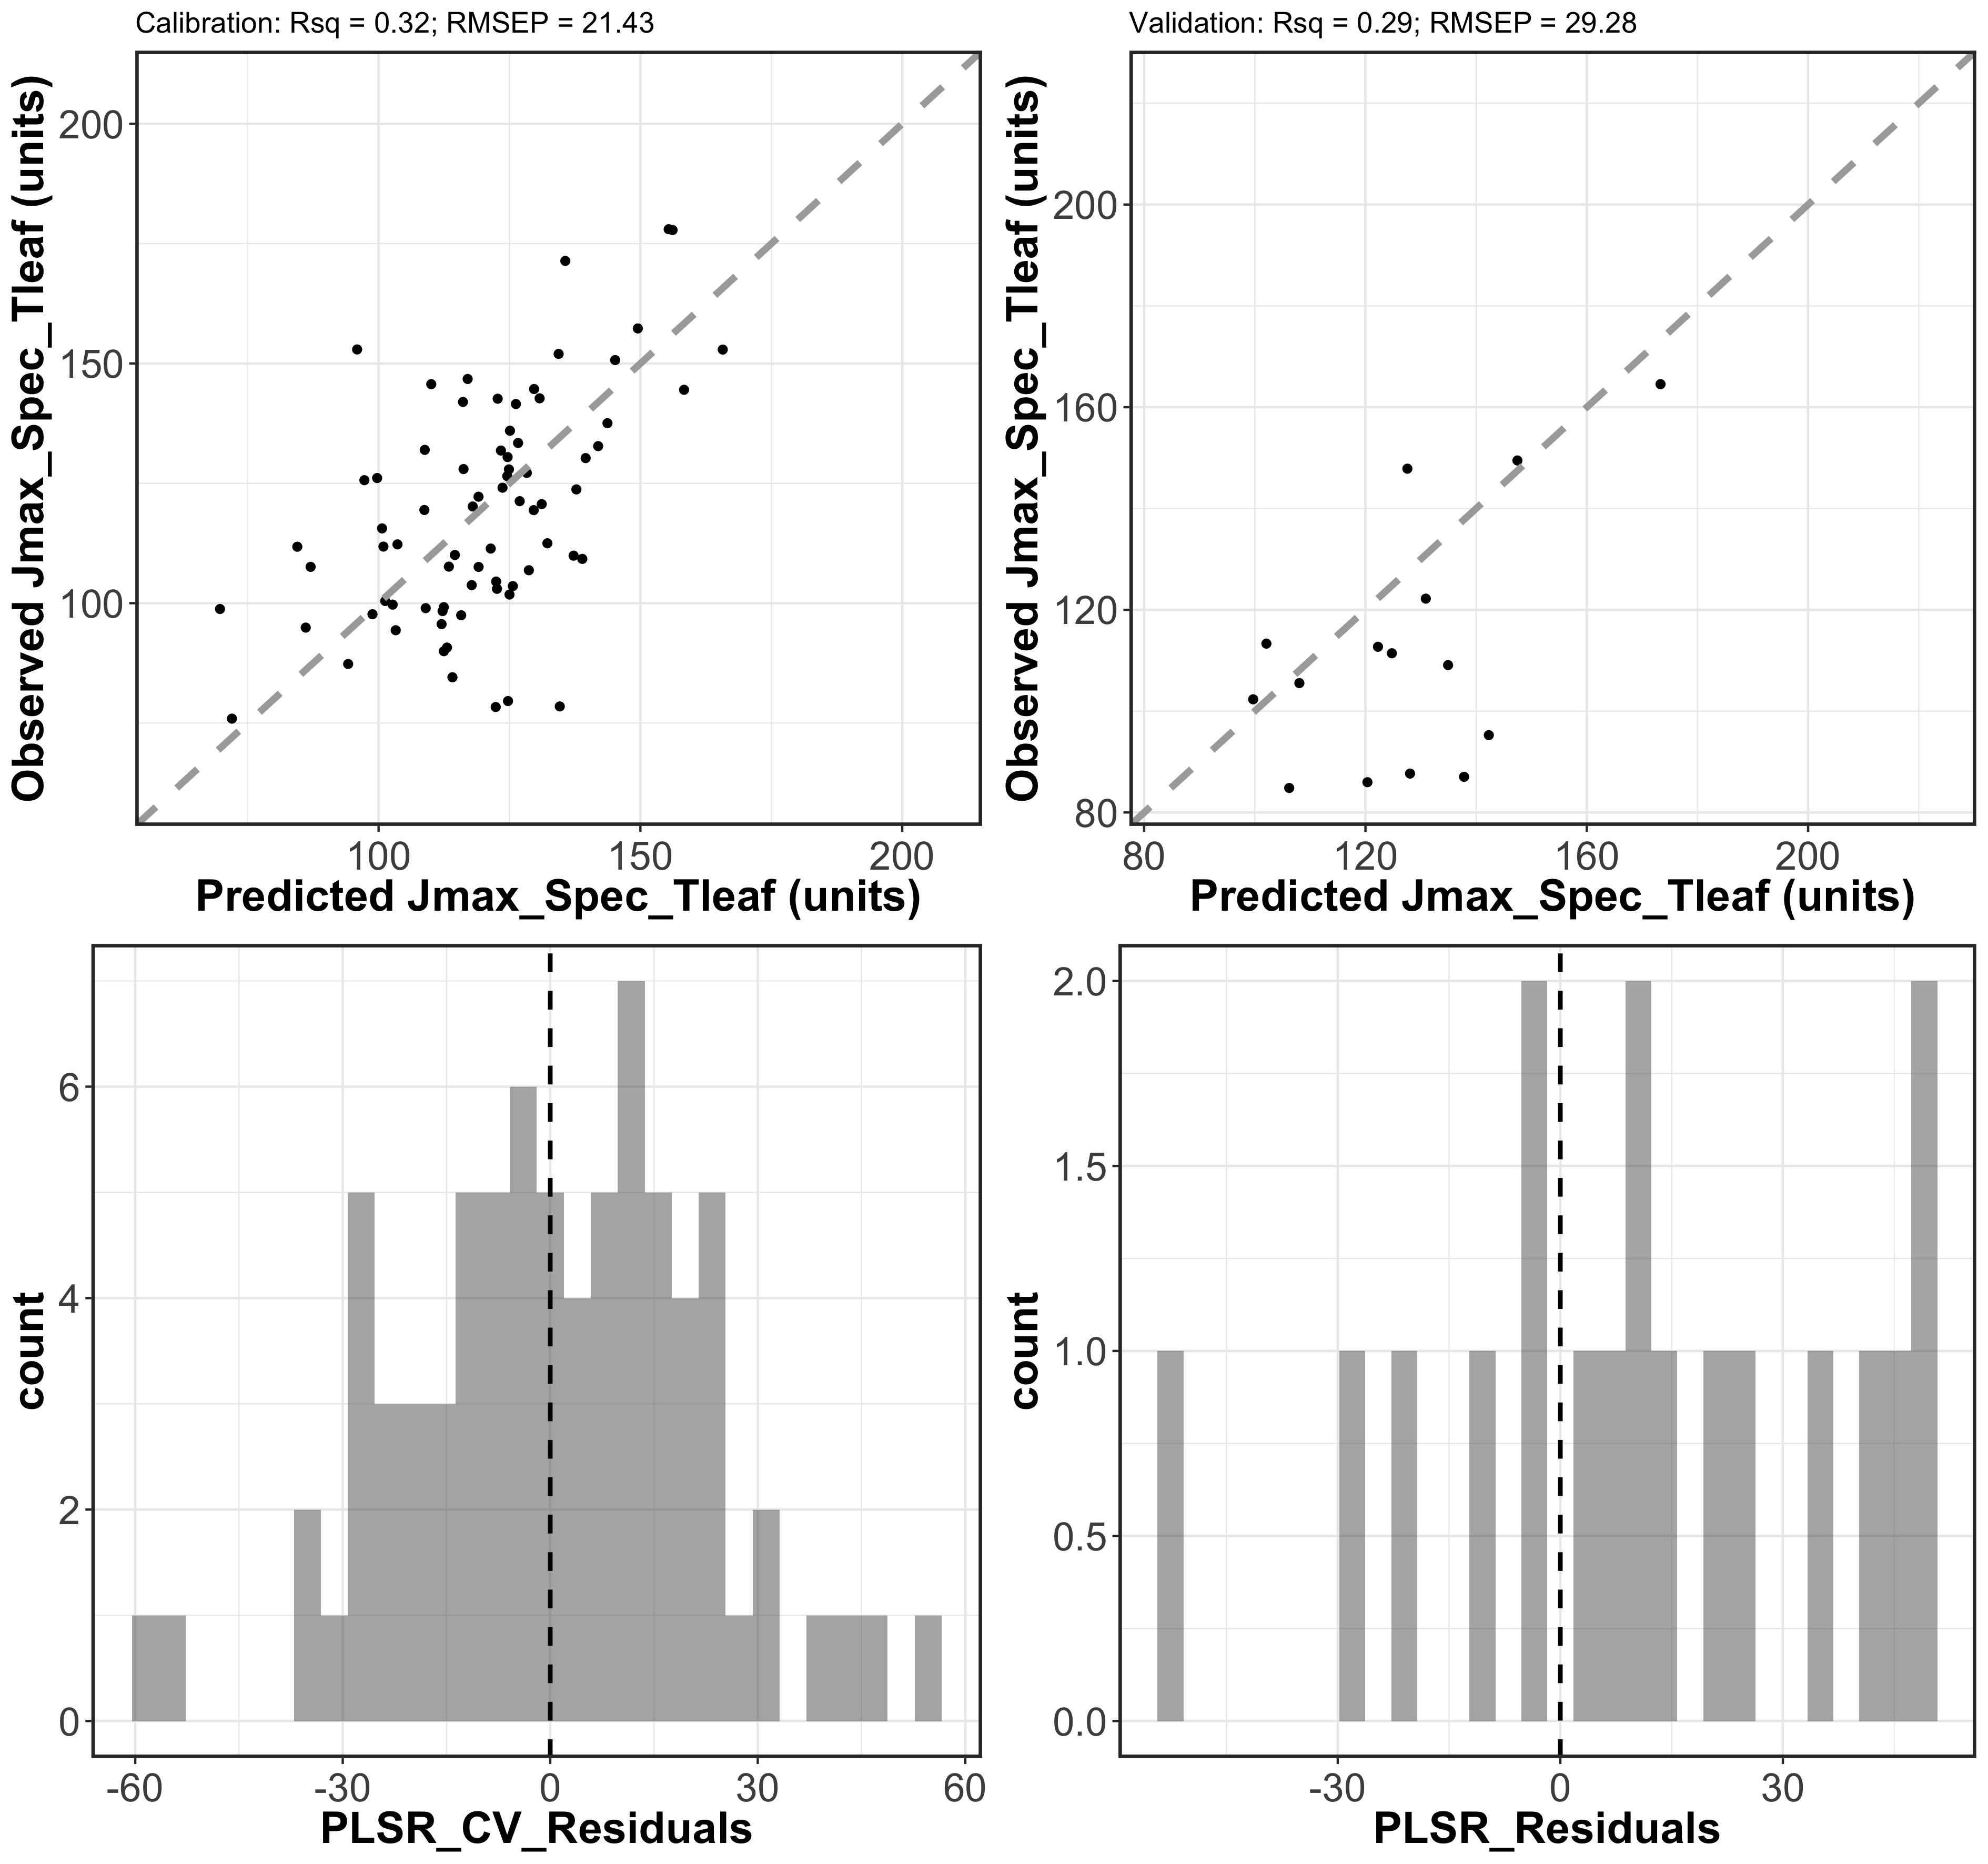 Calibration: Rsq = 0.32; RMSEP = 21.43
Observed Jmax_Spec_Tleaf (units)
200
150
100
100 150 200
Predicted Jmax_Spec_Tleaf (units)
Validation: Rsq = 0.29; RMSEP = 29.28
Observed Jmax_Spec_Tleaf (units)
200
160
120
80
80 120 160 200
Predicted Jmax_Spec_Tleaf (units)
count
6
4
2
0
-60 -30 0 30 60
PLSR_CV_Residuals
count
2.0
1.5
1.0
0.5
0.0
-30 0 30
PLSR_Residuals